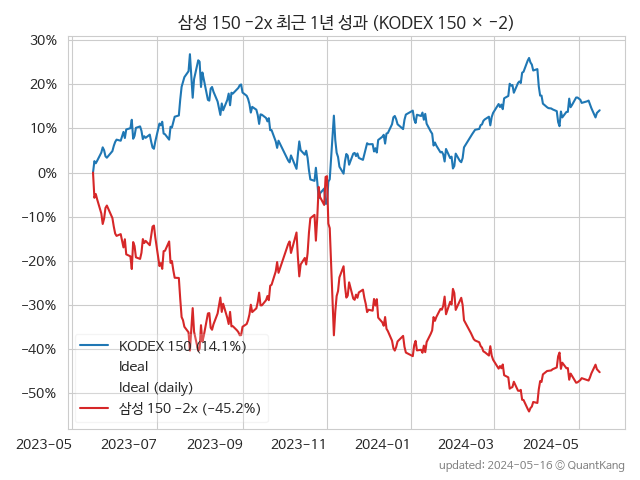 삼성 150 −2x 최근 1년 성과 (KODEX 150 × −2)
30%
20%
10%
0%
−10%
−20%
−30%
−40%
−50%
KODEX 150 (14.1%)
Ideal
Ideal (daily)
삼성 150 −2x (−45.2%)
2023-05 2023-07 2023-09 2023-11 2024-01 2024-03 2024-05
updated: 2024-05-16 © QuantKang